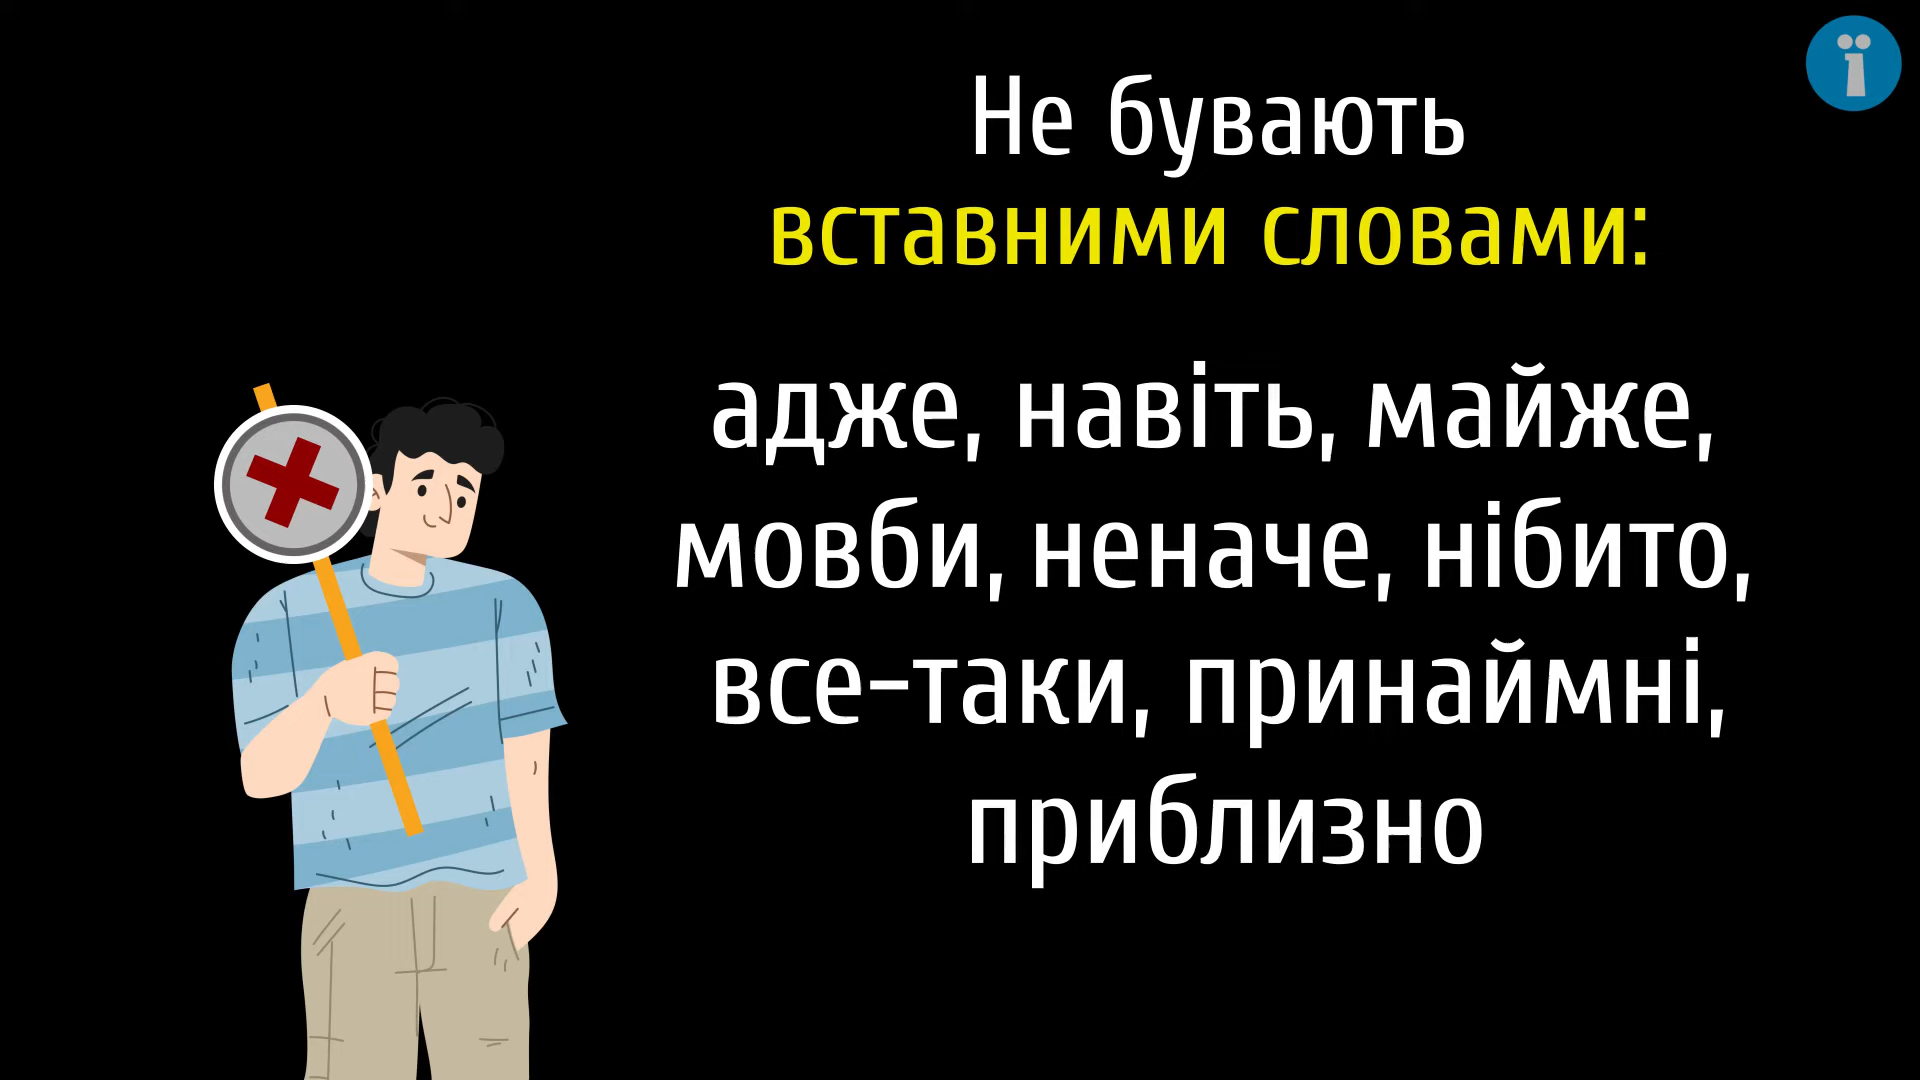 ї
Не бувають
вставними словами:
адже, навіть, майже,
мовби, неначе, нібито,
все-таки, принаймні,
приблизно